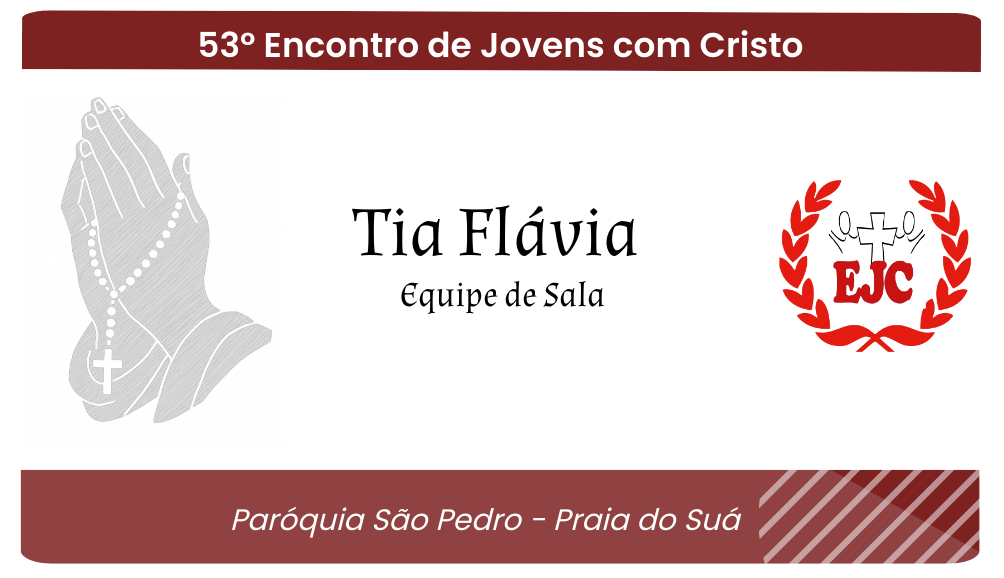 53º Encontro de Jovens com Cristo
Tia Flávia
Equipe de Sala
EJC
Paróquia São Pedro - Praia do Suá